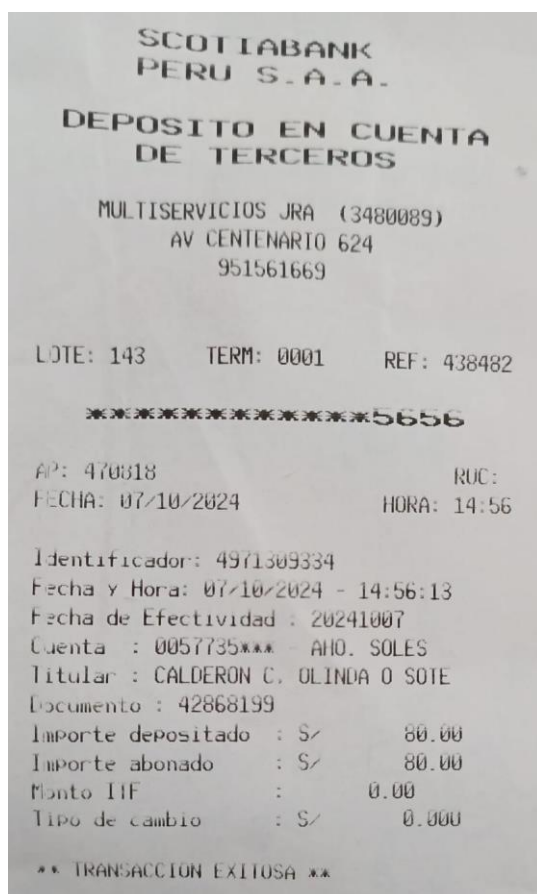 SCOTIABANK
PERU S.A.A.
DEPOSITO EN CUENTA
DE TERCEROS
MULTISERVICIOS JRA (3480089)
AV CENTENARIO 624
951561669
LOTE: 143 TERM: 0001 REF: 438482
************5656
AP: 470818 RUC:
FECHA: 07/10/2024 HORA: 14:56
Identificador: 4971309334
Fecha y Hora: 07/10/2024 - 14:56:13
Fecha de Efectividad : 20241007
Cuenta : 0057735*** AHO. SOLES
Titular : CALDERON C. OLINDA O SOTE
Documento : 42868199
Importe depositado : S/ 80.00
Importe abonado : S/ 80.00
Monto ITF : 0.00
Tipo de cambio : S/ 0.000
** TRANSACCION EXITOSA **